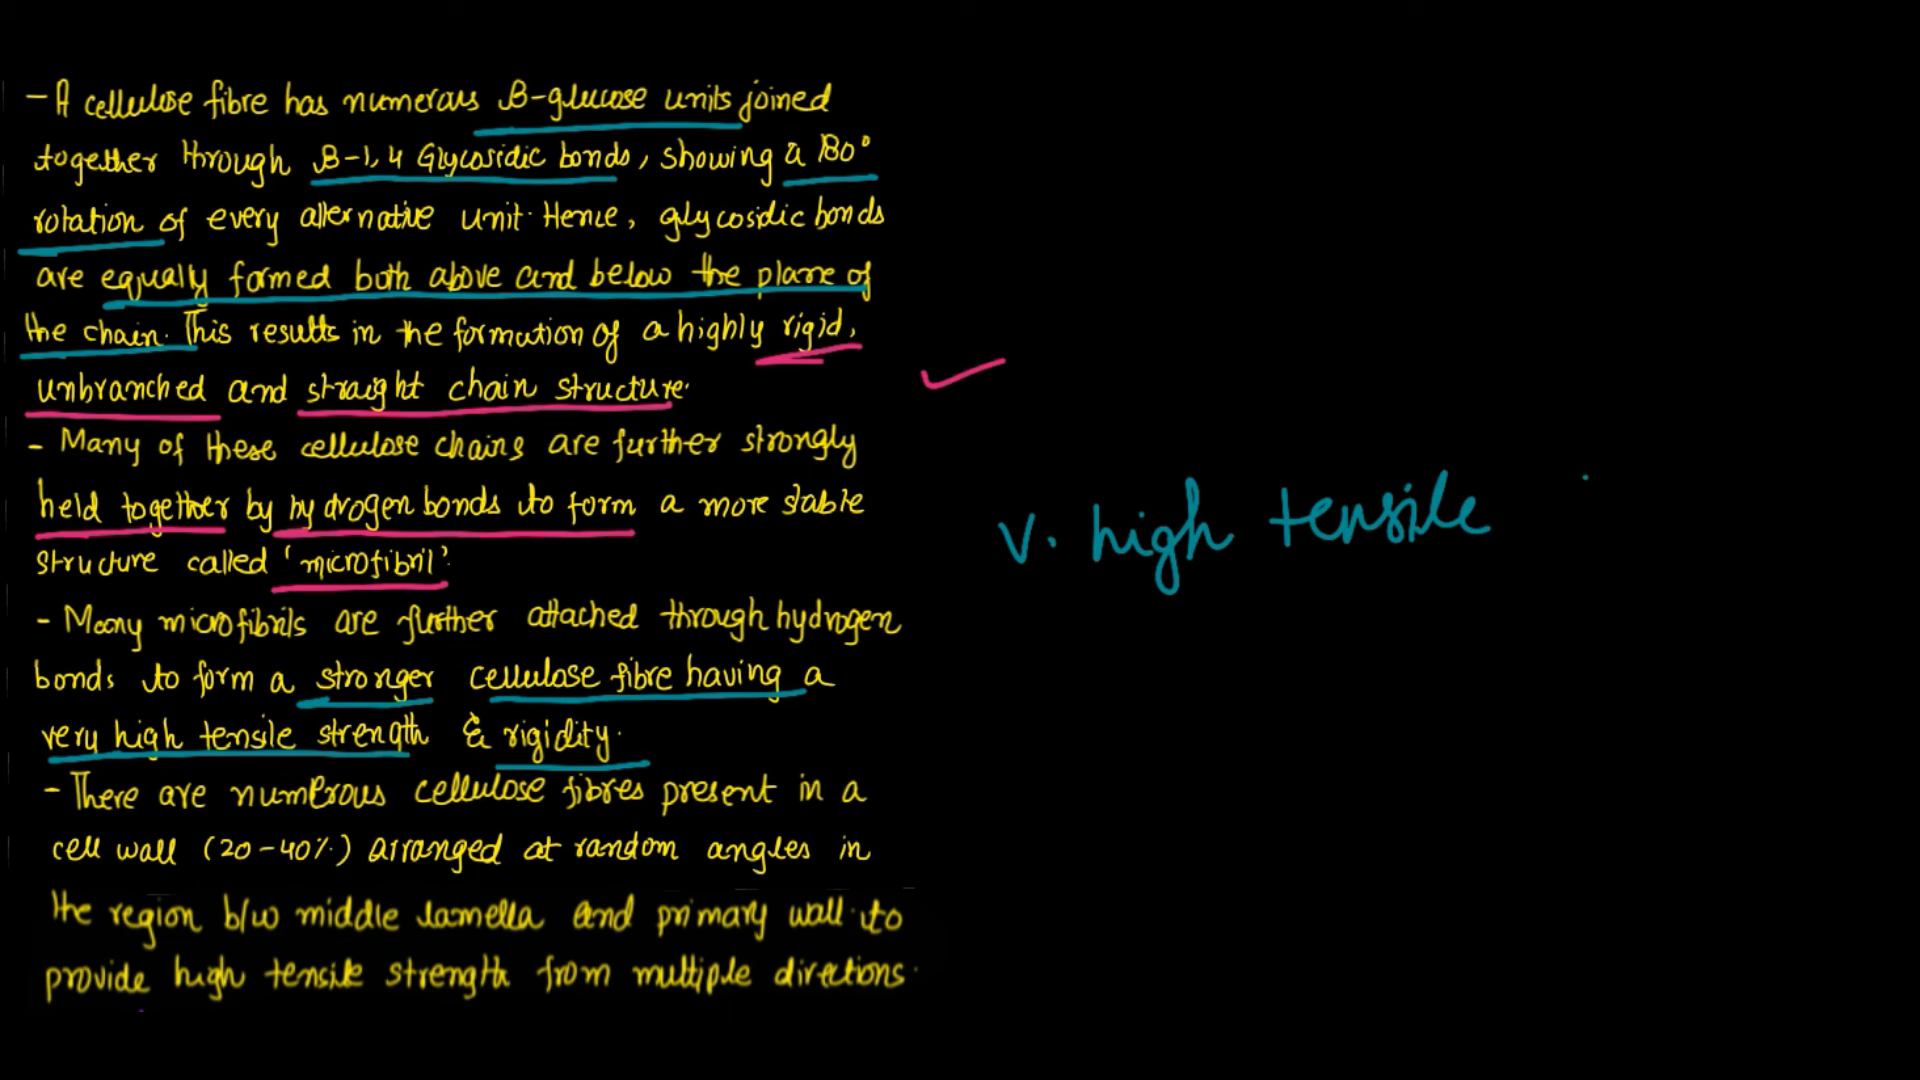 - A cellulose fibre has numerous β-glucose units joined
together through β-1,4 Glycosidic bonds, showing a 180°
rotation of every alternative unit. Hence, glycosidic bonds
are equally formed both above and below the plane of
the chain. This results in the formation of a highly rigid,
unbranched and straight chain structure.
- Many of these cellulose chains are further strongly
held together by hydrogen bonds to form a more stable
structure called 'microfibril'.
- Many microfibrils are further attached through hydrogen
bonds to form a stronger cellulose fibre having a
very high tensile strength & rigidity.
- There are numerous cellulose fibres present in a
cell wall (20-40%) arranged at random angles in
the region b/w middle lamella and primary wall to
provide high tensile strength from multiple directions.
v. high tensile